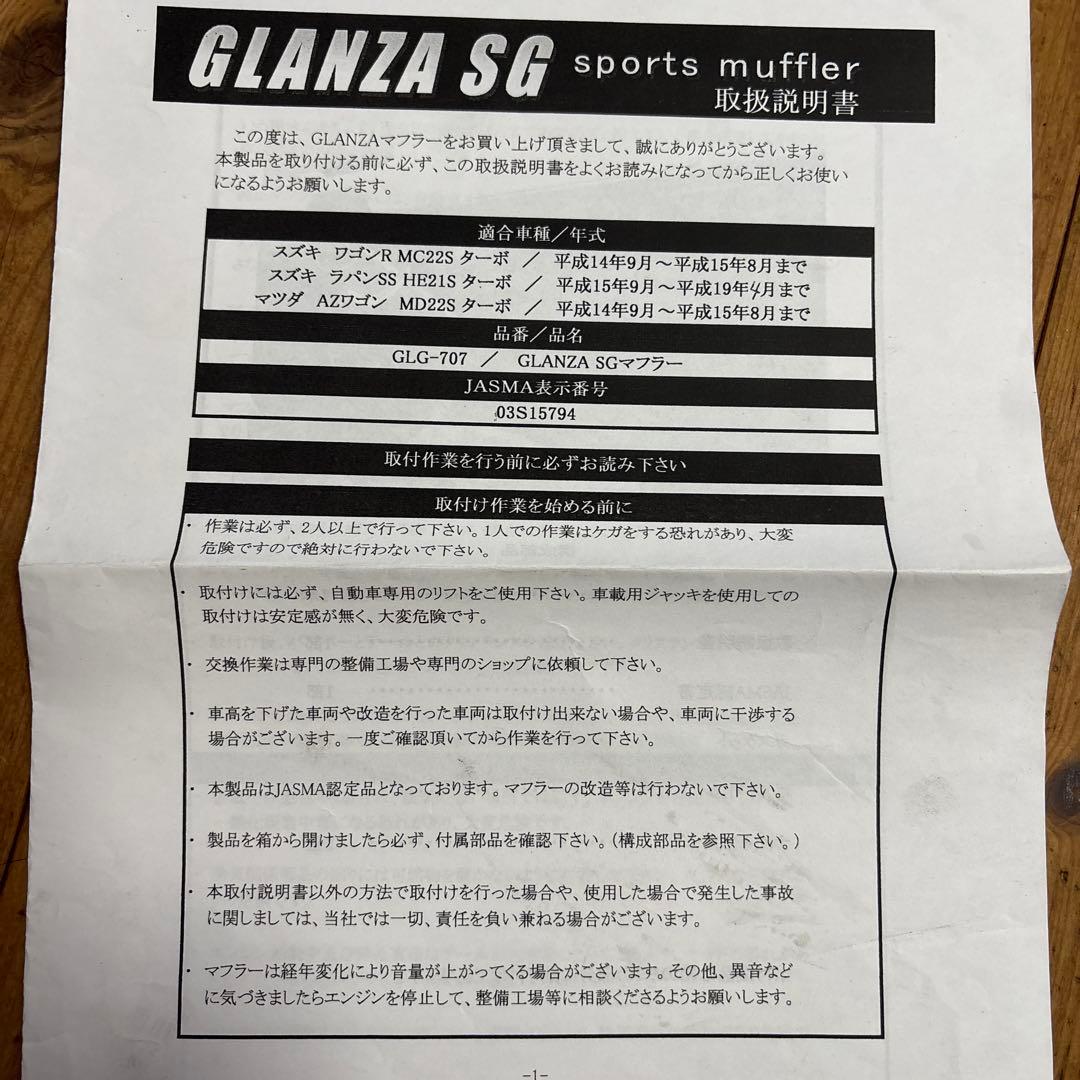 GLANZA SG sports muffler
取扱説明書
この度は、GLANZAマフラーをお買い上げ頂きまして、誠にありがとうございます。
本製品を取り付ける前に必ず、この取扱説明書をよくお読みになってから正しくお使い
になるようお願いします。
適合車種／年式
スズキ ワゴンR MC22S ターボ ／ 平成14年9月～平成15年8月まで
スズキ ラパンSS HE21S ターボ ／ 平成15年9月～平成19年4月まで
マツダ AZワゴン MD22S ターボ ／ 平成14年9月～平成15年8月まで
品番／品名
GLG-707 ／ GLANZA SGマフラー
JASMA表示番号
03S15794
取付作業を行う前に必ずお読み下さい
取付け作業を始める前に
・ 作業は必ず、2人以上で行って下さい。1人での作業はケガをする恐れがあり、大変
危険ですので絶対に行わないで下さい。
・ 取付けには必ず、自動車専用のリフトをご使用下さい。車載用ジャッキを使用しての
取付けは安定感が無く、大変危険です。
・ 交換作業は専門の整備工場や専門のショップに依頼して下さい。
・ 車高を下げた車両や改造を行った車両は取付け出来ない場合や、車両に干渉する
場合がございます。一度ご確認頂いてから作業を行って下さい。
・ 本製品はJASMA認定品となっております。マフラーの改造等は行わないで下さい。
・ 製品を箱から開けましたら必ず、付属部品を確認下さい。（構成部品を参照下さい。）
・ 本取付説明書以外の方法で取付けを行った場合や、使用した場合で発生した事故
に関しましては、当社では一切、責任を負い兼ねる場合がございます。
・ マフラーは経年変化により音量が上がってくる場合がございます。その他、異音など
に気づきましたらエンジンを停止して、整備工場等に相談くださるようお願いします。
-1-